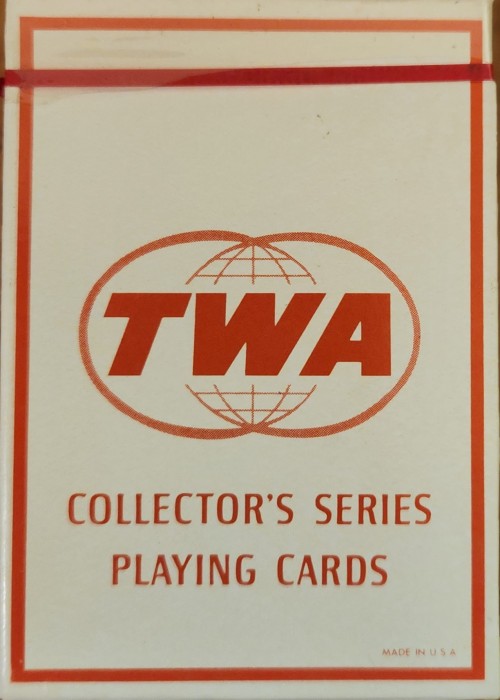 TWA
COLLECTOR'S SERIES
PLAYING CARDS
MADE IN U S A